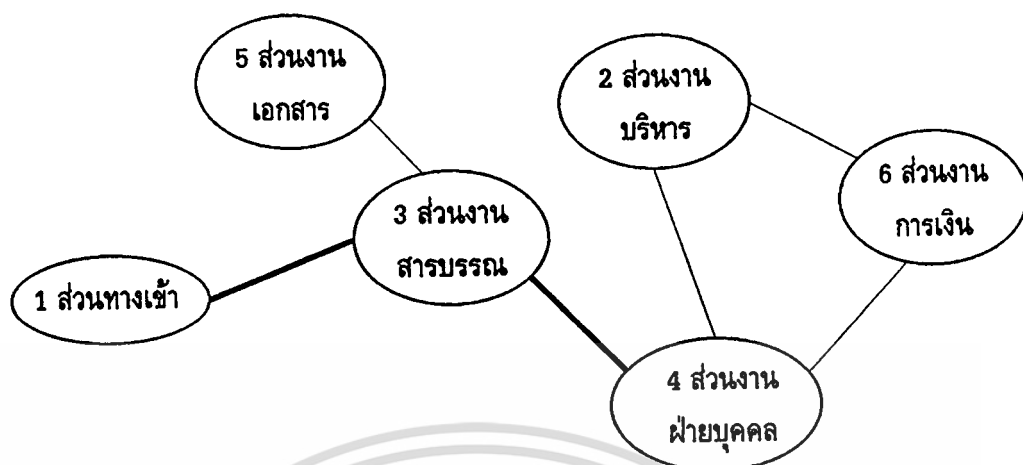 5 ส่วนงาน
เอกสาร
2 ส่วนงาน
บริหาร
6 ส่วนงาน
การเงิน
3 ส่วนงาน
สารบรรณ
1 ส่วนทางเข้า
4 ส่วนงาน
ฝ่ายบุคคล